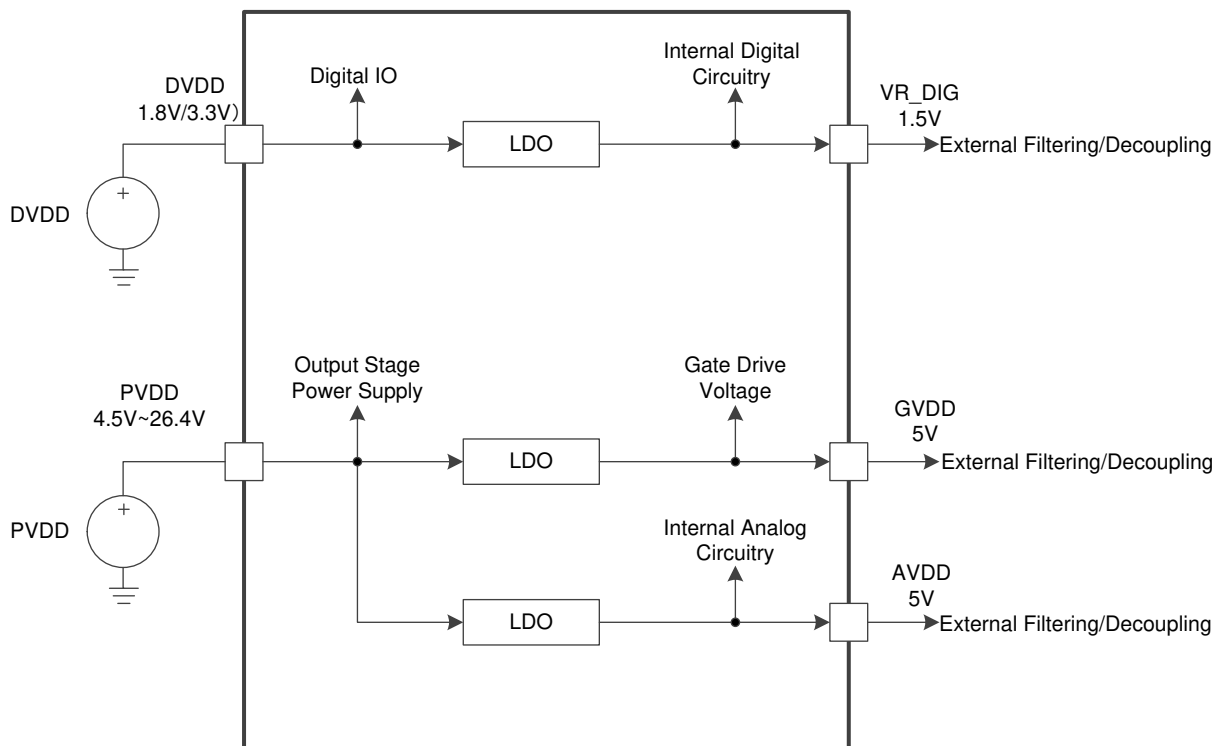 DVDD
1.8V/3.3V)
Digital IO
Internal Digital
Circuitry
VR_DIG
1.5V
LDO
External Filtering/Decoupling
+
DVDD
PVDD
4.5V~26.4V
Output Stage
Power Supply
Gate Drive
Voltage
GVDD
5V
LDO
External Filtering/Decoupling
+
PVDD
Internal Analog
Circuitry
AVDD
5V
LDO
External Filtering/Decoupling